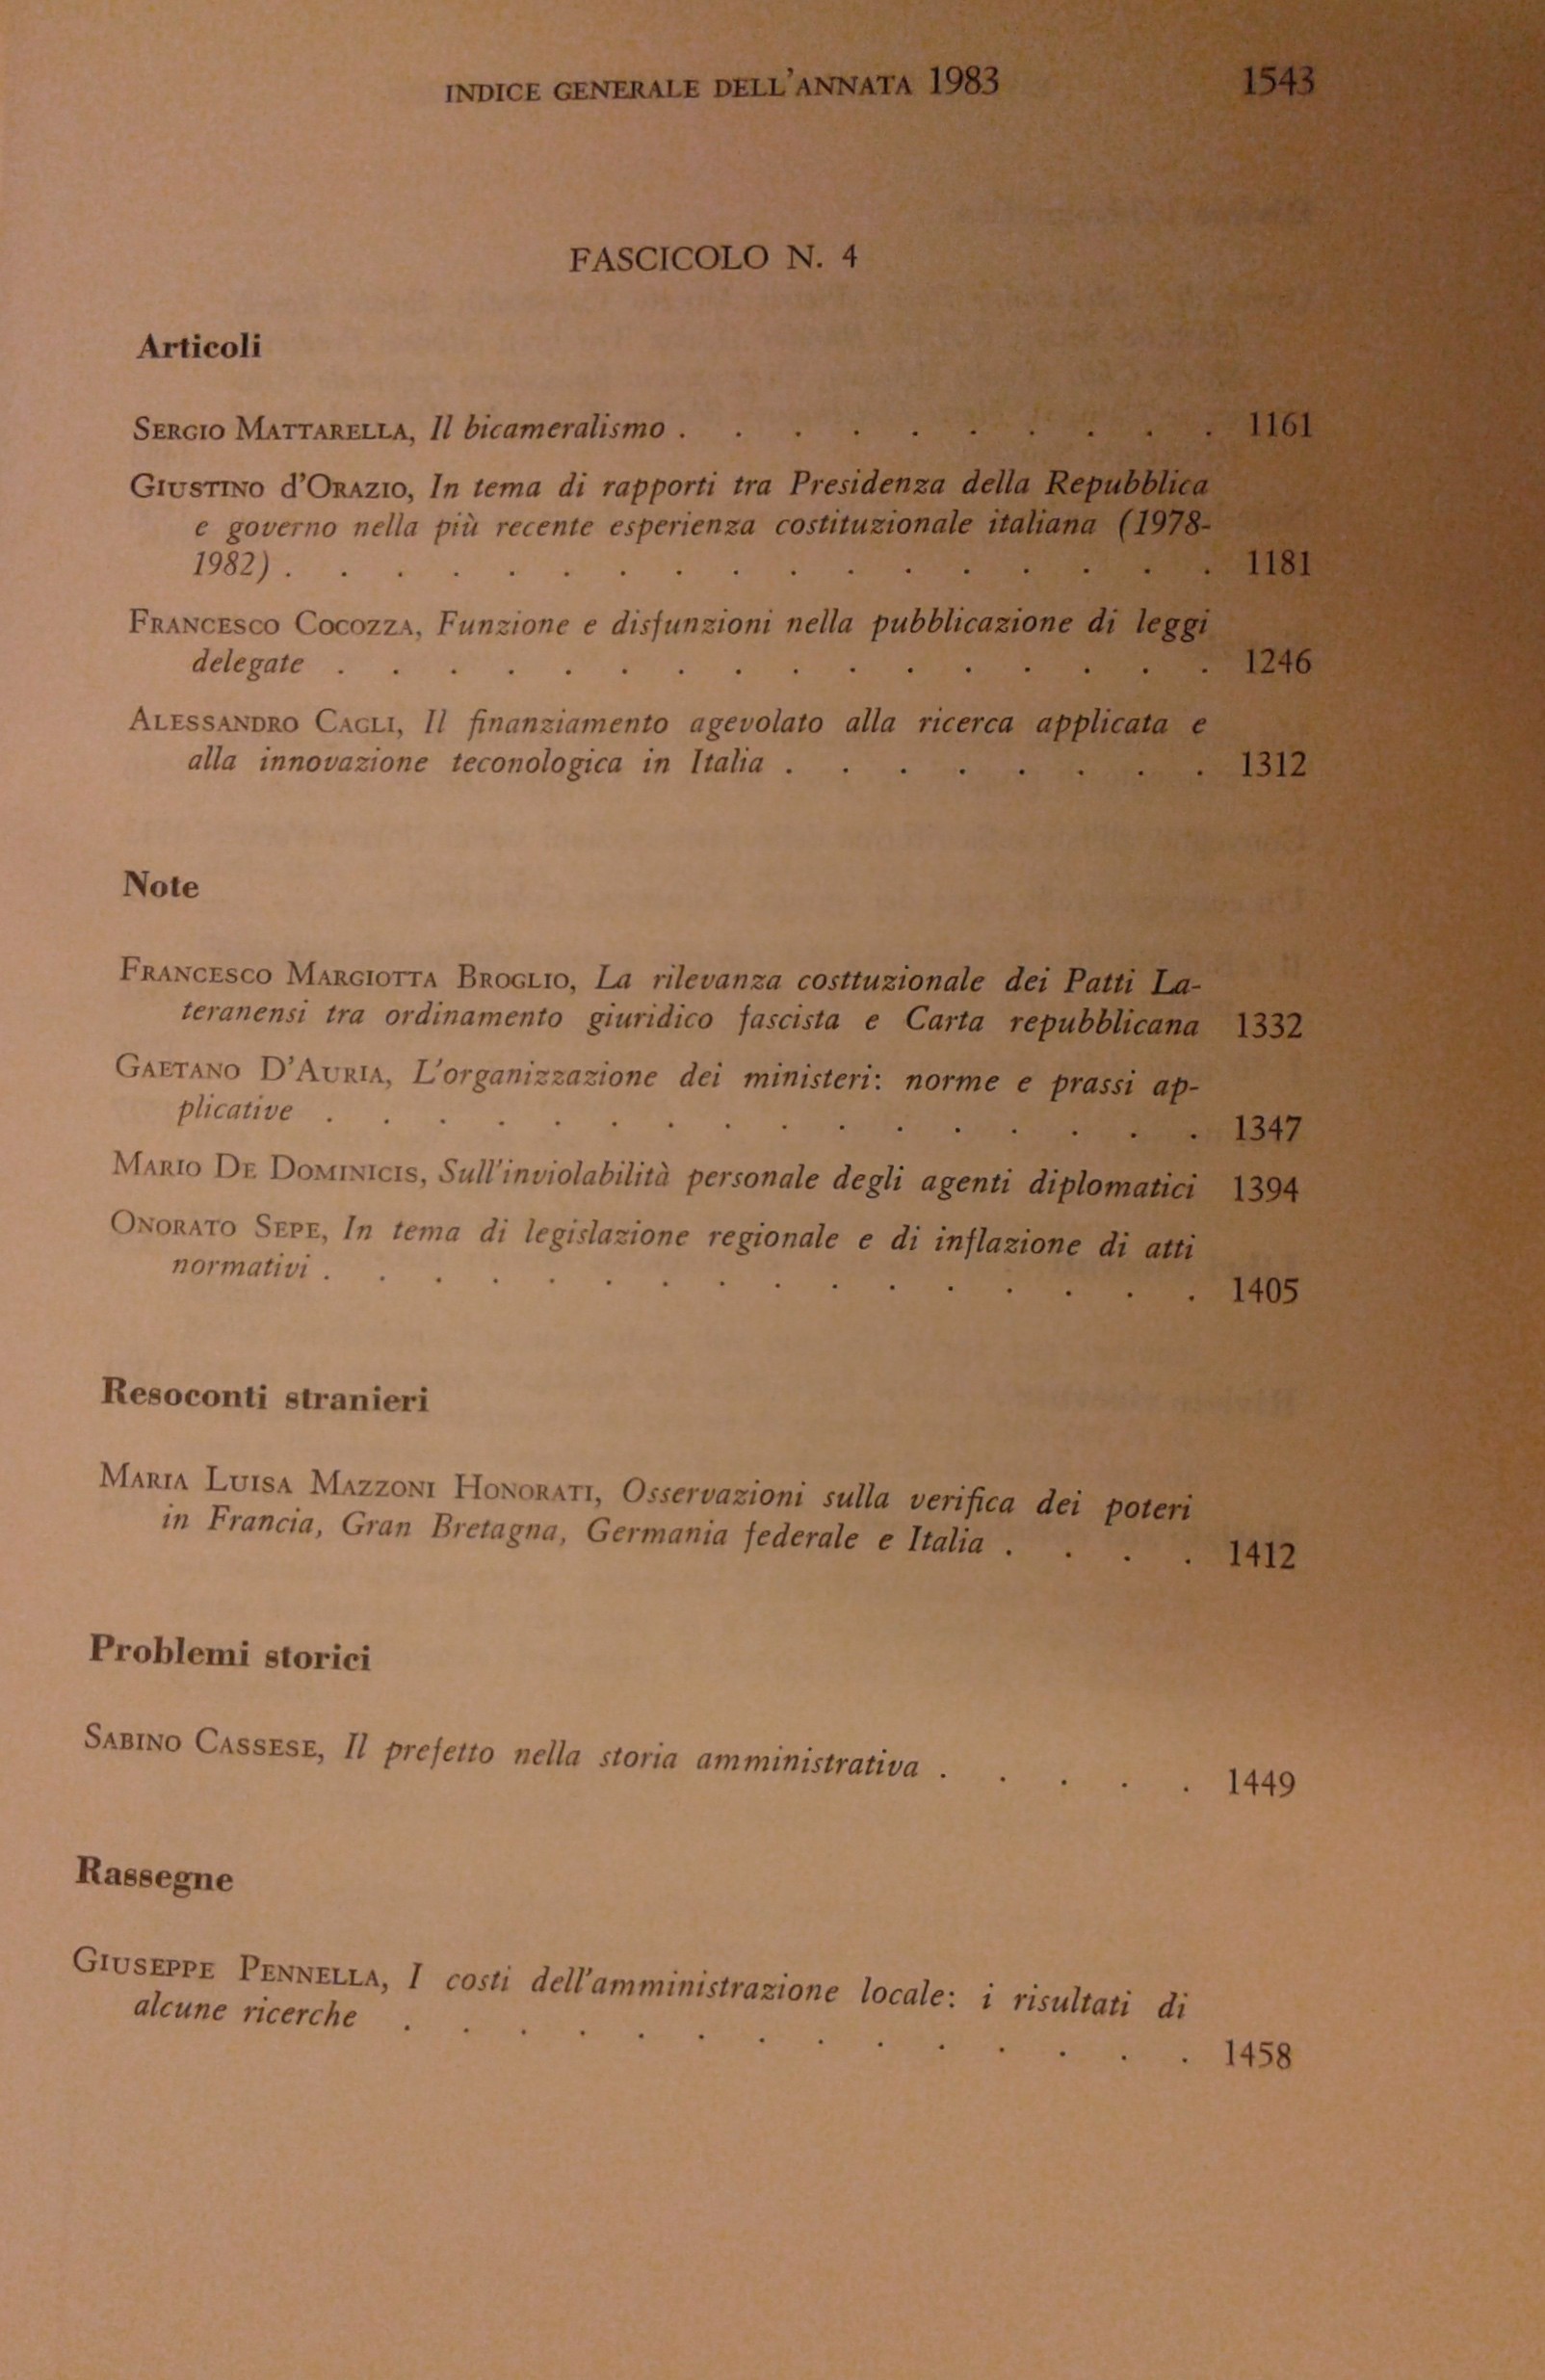 INDICE GENERALE DELL'ANNATA 1983 1543
FASCICOLO N. 4
Articoli
SERGIO MATTARELLA, Il bicameralismo . . . . . . . . . . 1161
GIUSTINO d'ORAZIO, In tema di rapporti tra Presidenza della Repubblica
e governo nella più recente esperienza costituzionale italiana (1978-
1982) . . . . . . . . . . . . . . . . . 1181
FRANCESCO COCOZZA, Funzione e disfunzioni nella pubblicazione di leggi
delegate . . . . . . . . . . . . . . . . 1246
ALESSANDRO CAGLI, Il finanziamento agevolato alla ricerca applicata e
alla innovazione teconologica in Italia . . . . . . . . 1312
Note
FRANCESCO MARGIOTTA BROGLIO, La rilevanza costtuzionale dei Patti La-
teranensi tra ordinamento giuridico fascista e Carta repubblicana 1332
GAETANO D'AURIA, L'organizzazione dei ministeri: norme e prassi ap-
plicative . . . . . . . . . . . . . . . . 1347
MARIO DE DOMINICIS, Sull'inviolabilità personale degli agenti diplomatici 1394
ONORATO SEPE, In tema di legislazione regionale e di inflazione di atti
normativi . . . . . . . . . . . . . . . . 1405
Resoconti stranieri
MARIA LUISA MAZZONI HONORATI, Osservazioni sulla verifica dei poteri
in Francia, Gran Bretagna, Germania federale e Italia . . . . 1412
Problemi storici
SABINO CASSESE, Il prefetto nella storia amministrativa . . . . . 1449
Rassegne
GIUSEPPE PENNELLA, I costi dell'amministrazione locale: i risultati di
alcune ricerche . . . . . . . . . . . . . . 1458